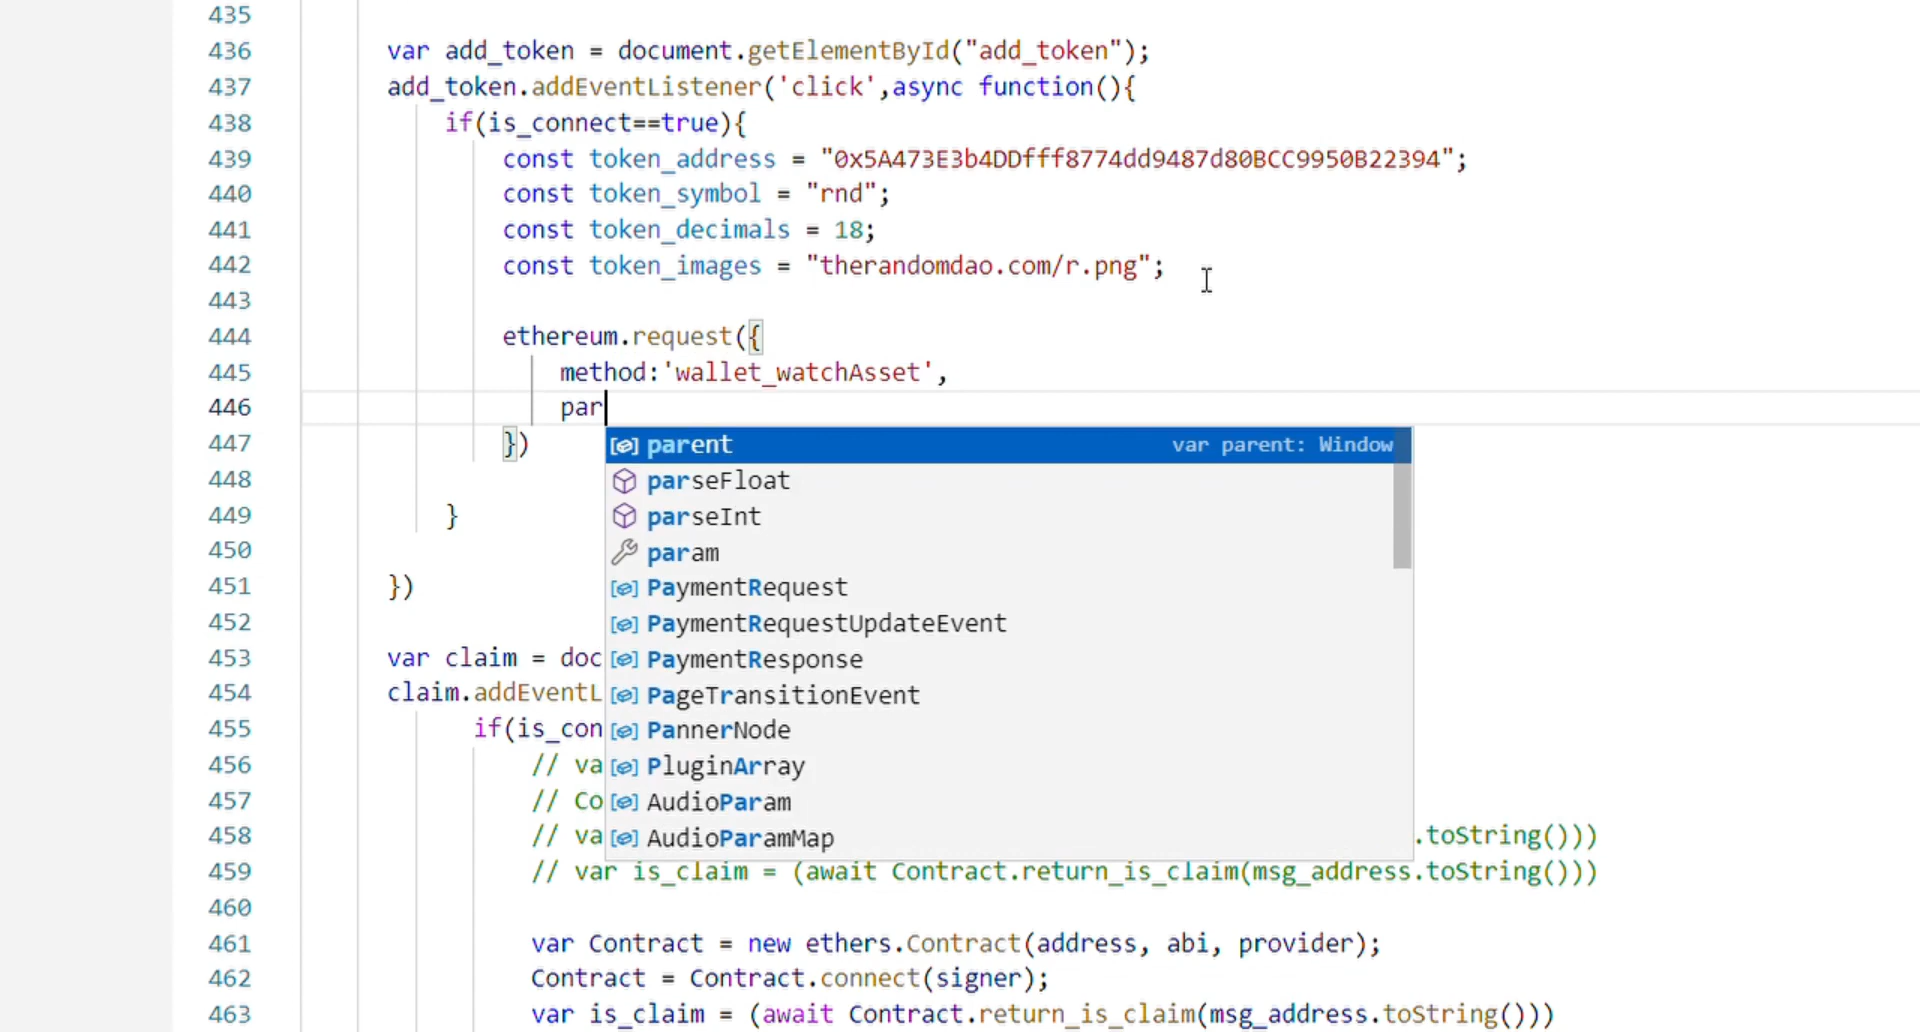 435
436 var add_token = document.getElementById("add_token");
437 add_token.addEventListener('click',async function(){
438 if(is_connect==true){
439 const token_address = "0x5A473E3b4DDfff8774dd9487d80BCC9950B22394";
440 const token_symbol = "rnd";
441 const token_decimals = 18;
442 const token_images = "therandomdao.com/r.png";
443
444 ethereum.request({
445 method:'wallet_watchAsset',
446 par
447 })
parent var parent: Window
448
parseFloat
449 }
parseInt
450
param
451 })
PaymentRequest
452
PaymentRequestUpdateEvent
453 var claim = doc
PaymentResponse
454 claim.addEventL
PageTransitionEvent
455 if(is_con
PannerNode
456 // va
PluginArray
457 // Co
AudioParam
458 // va .toString()))
AudioParamMap
459 // var is_claim = (await Contract.return_is_claim(msg_address.toString()))
460
461 var Contract = new ethers.Contract(address, abi, provider);
462 Contract = Contract.connect(signer);
463 var is_claim = (await Contract.return_is_claim(msg_address.toString()))